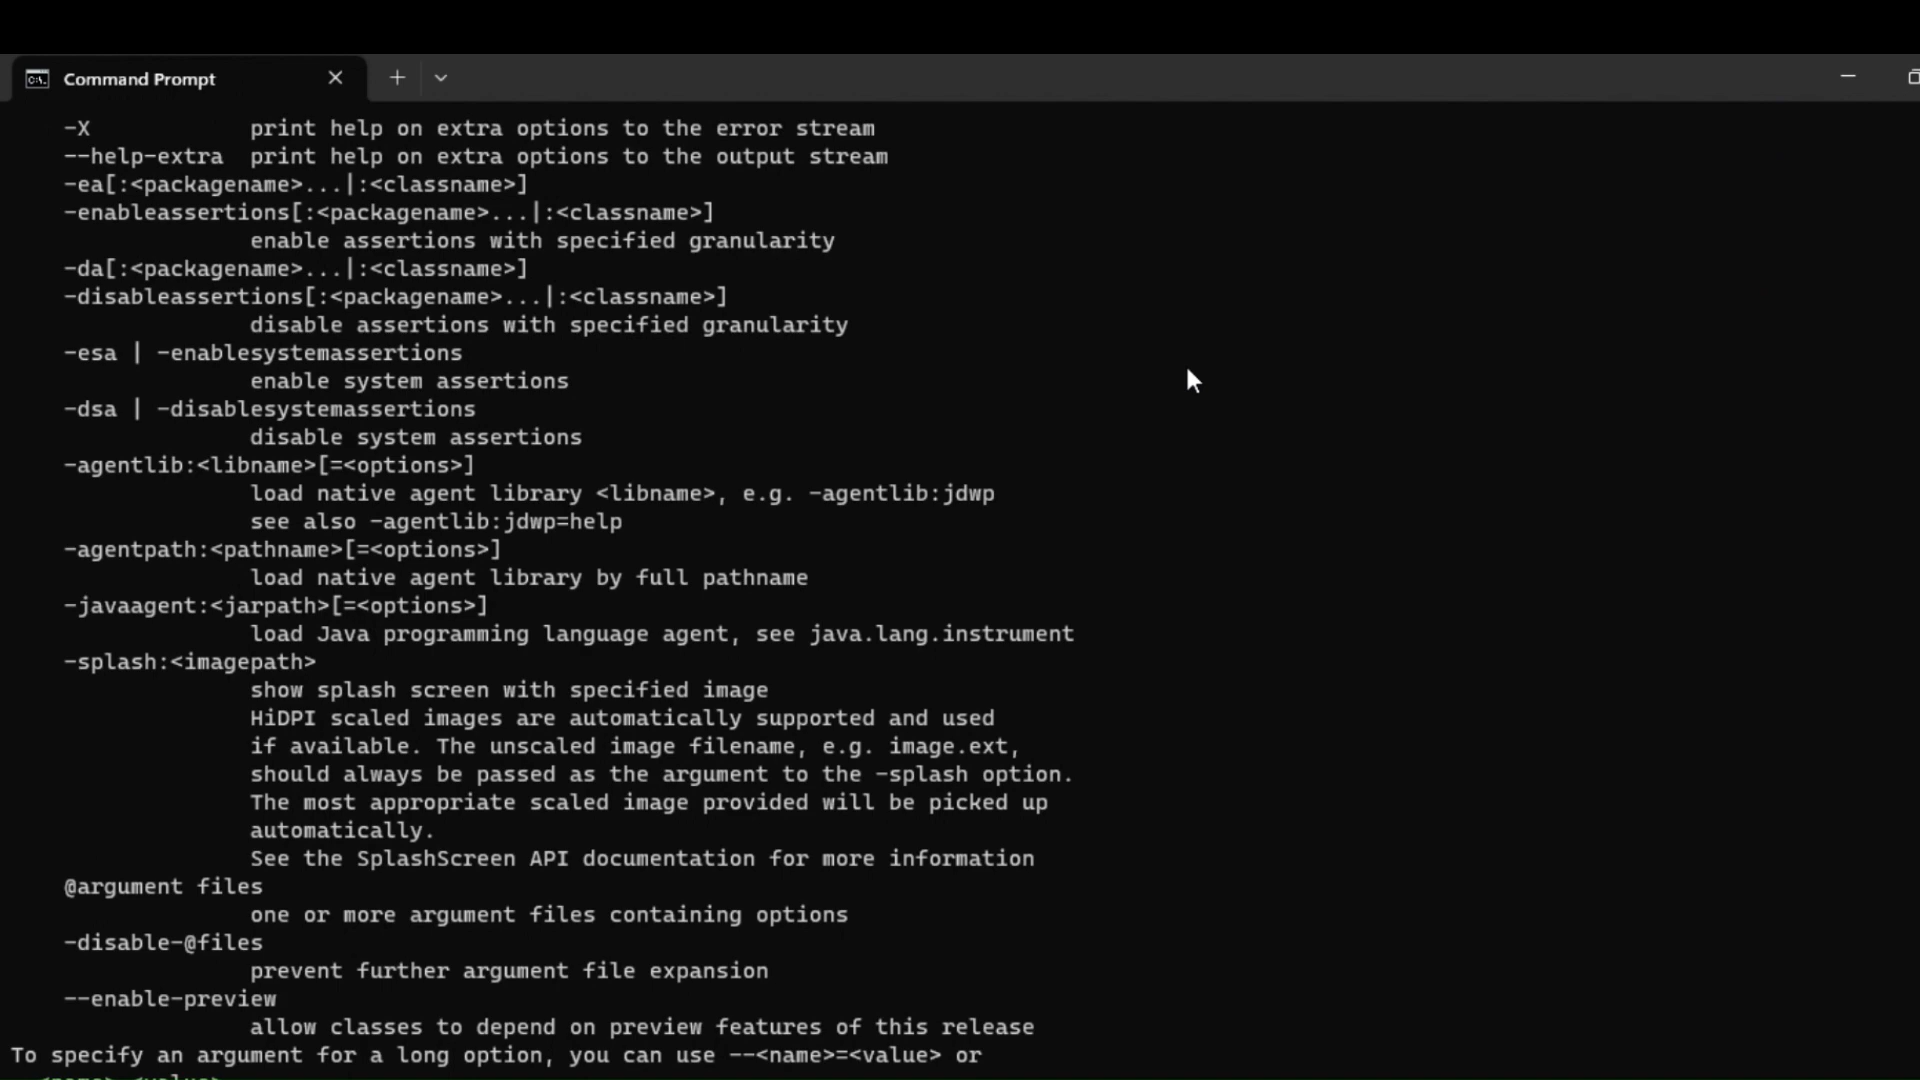 Command Prompt
-X print help on extra options to the error stream
--help-extra print help on extra options to the output stream
-ea[:<packagename>...|:<classname>]
-enableassertions[:<packagename>...|:<classname>]
enable assertions with specified granularity
-da[:<packagename>...|:<classname>]
-disableassertions[:<packagename>...|:<classname>]
disable assertions with specified granularity
-esa | -enablesystemassertions
enable system assertions
-dsa | -disablesystemassertions
disable system assertions
-agentlib:<libname>[=<options>]
load native agent library <libname>, e.g. -agentlib:jdwp
see also -agentlib:jdwp=help
-agentpath:<pathname>[=<options>]
load native agent library by full pathname
-javaagent:<jarpath>[=<options>]
load Java programming language agent, see java.lang.instrument
-splash:<imagepath>
show splash screen with specified image
HiDPI scaled images are automatically supported and used
if available. The unscaled image filename, e.g. image.ext,
should always be passed as the argument to the -splash option.
The most appropriate scaled image provided will be picked up
automatically.
See the SplashScreen API documentation for more information
@argument files
one or more argument files containing options
-disable-@files
prevent further argument file expansion
--enable-preview
allow classes to depend on preview features of this release
To specify an argument for a long option, you can use --<name>=<value> or